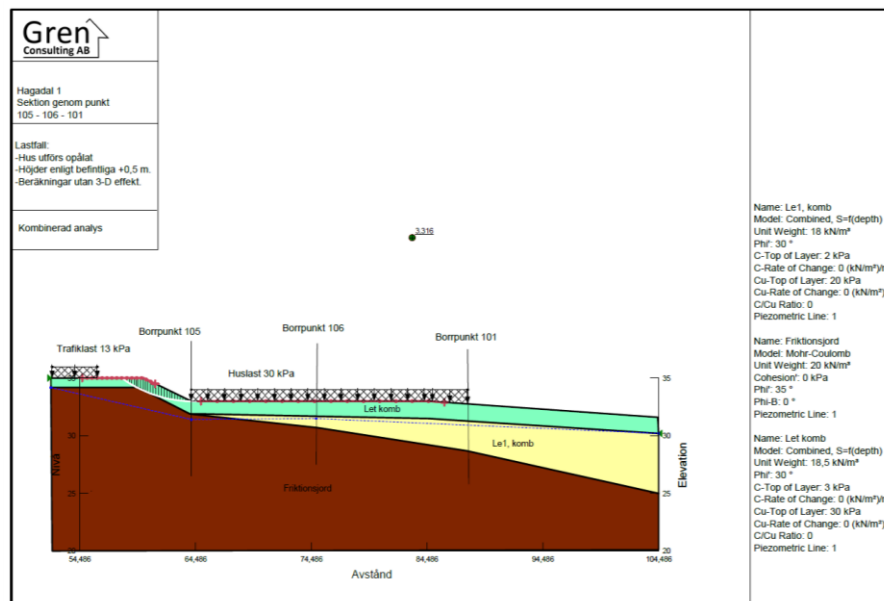 Gren
Consulting AB
Hagadal 1
Sektion genom punkt
105 - 106 - 101
Lastfall:
-Hus utförs opålat
-Höjder enligt befintliga +0,5 m.
-Beräkningar utan 3-D effekt.
Kombinerad analys
3,316
Trafiklast 13 kPa
Borrpunkt 105
Borrpunkt 106
Borrpunkt 101
Huslast 30 kPa
Let komb
Le1, komb
Friktionsjord
Nivå
35
30
25
20
Elevation
35
30
25
20
54,486
64,486
74,486
84,486
94,486
104,486
Avstånd
Name: Le1, komb
Model: Combined, S=f(depth)
Unit Weight: 18 kN/m³
Phi': 30 °
C-Top of Layer: 2 kPa
C-Rate of Change: 0 (kN/m²)/
Cu-Top of Layer: 20 kPa
Cu-Rate of Change: 0 (kN/m²)
C/Cu Ratio: 0
Piezometric Line: 1
Name: Friktionsjord
Model: Mohr-Coulomb
Unit Weight: 20 kN/m³
Cohesion': 0 kPa
Phi': 35 °
Phi-B: 0 °
Piezometric Line: 1
Name: Let komb
Model: Combined, S=f(depth)
Unit Weight: 18,5 kN/m³
Phi': 30 °
C-Top of Layer: 3 kPa
C-Rate of Change: 0 (kN/m²)/
Cu-Top of Layer: 30 kPa
Cu-Rate of Change: 0 (kN/m²)
C/Cu Ratio: 0
Piezometric Line: 1